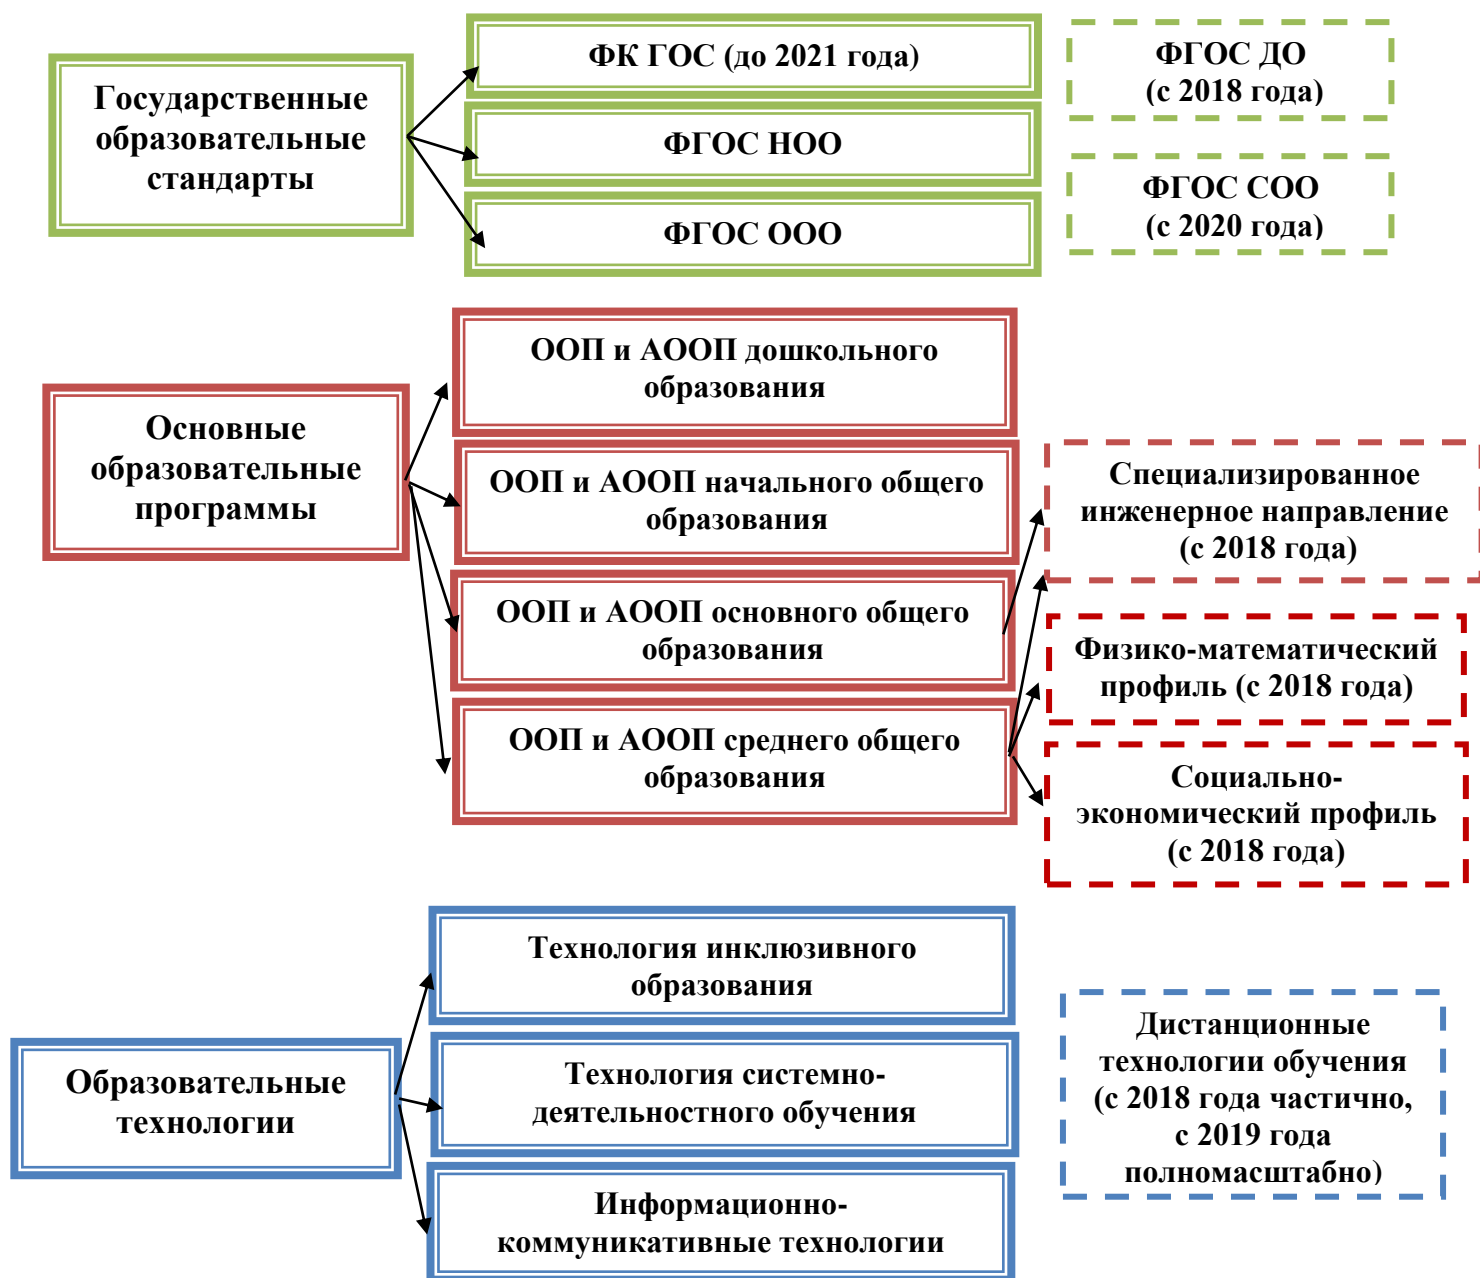 Государственные
образовательные
стандарты
ФК ГОС (до 2021 года)
ФГОС НОО
ФГОС ООО
ФГОС ДО
(с 2018 года)
ФГОС СОО
(с 2020 года)
Основные
образовательные
программы
ООП и АООП дошкольного
образования
ООП и АООП начального общего
образования
ООП и АООП основного общего
образования
ООП и АООП среднего общего
образования
Специализированное
инженерное направление
(с 2018 года)
Физико-математический
профиль (с 2018 года)
Социально-
экономический профиль
(с 2018 года)
Образовательные
технологии
Технология инклюзивного
образования
Технология системно-
деятельностного обучения
Информационно-
коммуникативные технологии
Дистанционные
технологии обучения
(с 2018 года частично,
с 2019 года
полномасштабно)